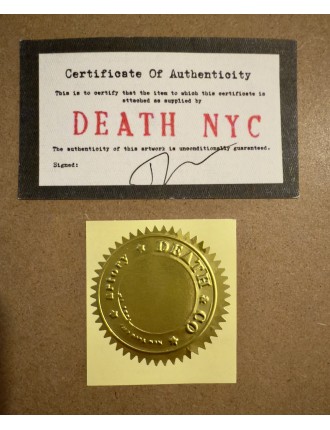 Certificate Of Authenticity
This is to certify that the item to which this certificate is
attached as supplied by
DEATH NYC
The authenticity of this artwork is unconditionally guaranteed.
Signed:
DEATH